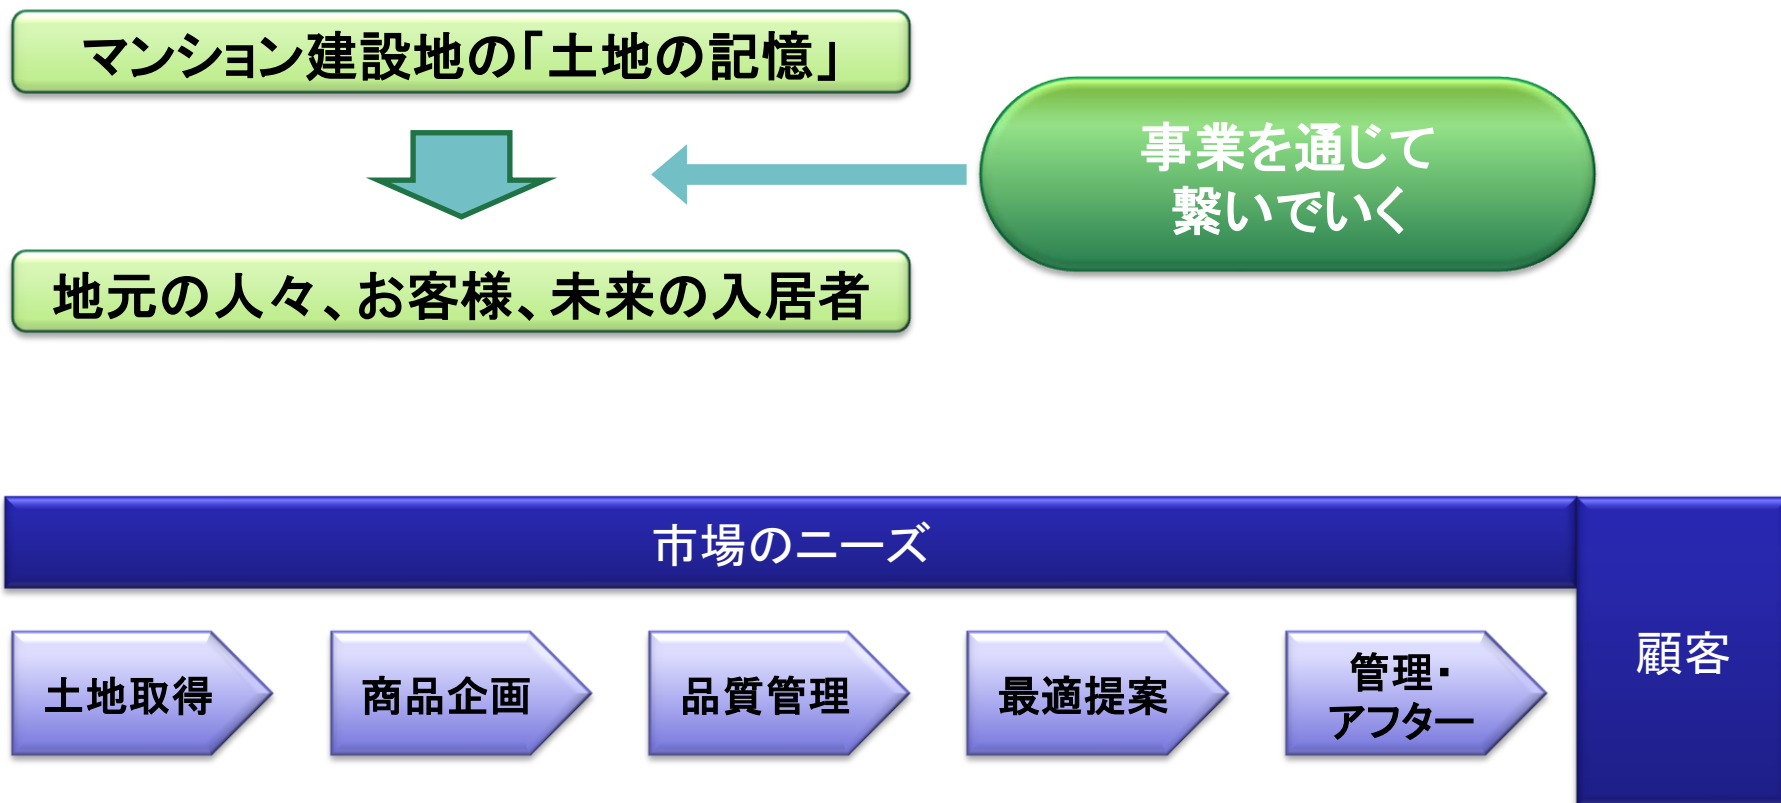 マンション建設地の「土地の記憶」
事業を通じて
繋いでいく
地元の人々、お客様、未来の入居者
市場のニーズ
顧客
土地取得
商品企画
品質管理
最適提案
管理・
アフター